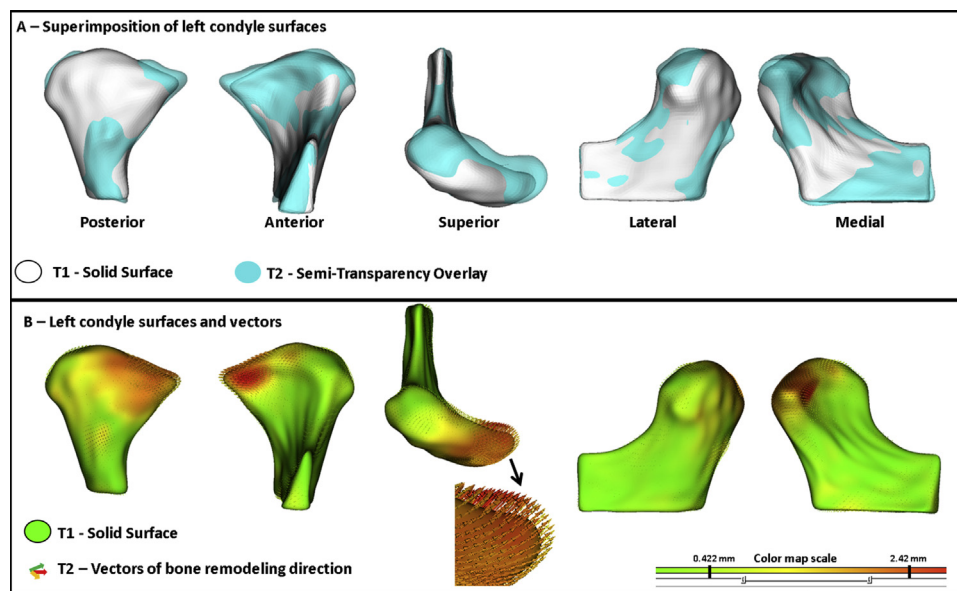 A – Superimposition of left condyle surfaces
Posterior Anterior Superior Lateral Medial
T1 - Solid Surface T2 - Semi-Transparency Overlay
B – Left condyle surfaces and vectors
T1 - Solid Surface
T2 – Vectors of bone remodeling direction
0.422 mm Color map scale 2.42 mm